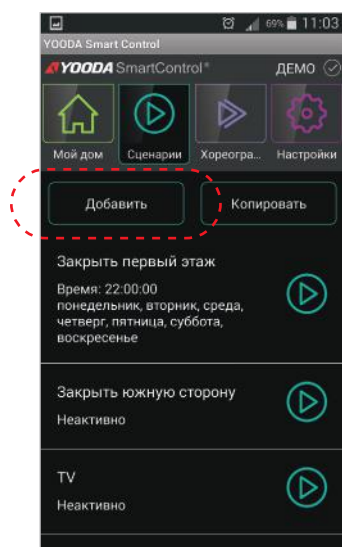 69% 11:03
YOODA Smart Control
YOODA SmartControl® ДЕМО
Мой дом Сценарии Хореогра... Настройки
Добавить Копировать
Закрыть первый этаж
Время: 22:00:00
понедельник, вторник, среда,
четверг, пятница, суббота,
воскресенье
Закрыть южную сторону
Неактивно
TV
Неактивно